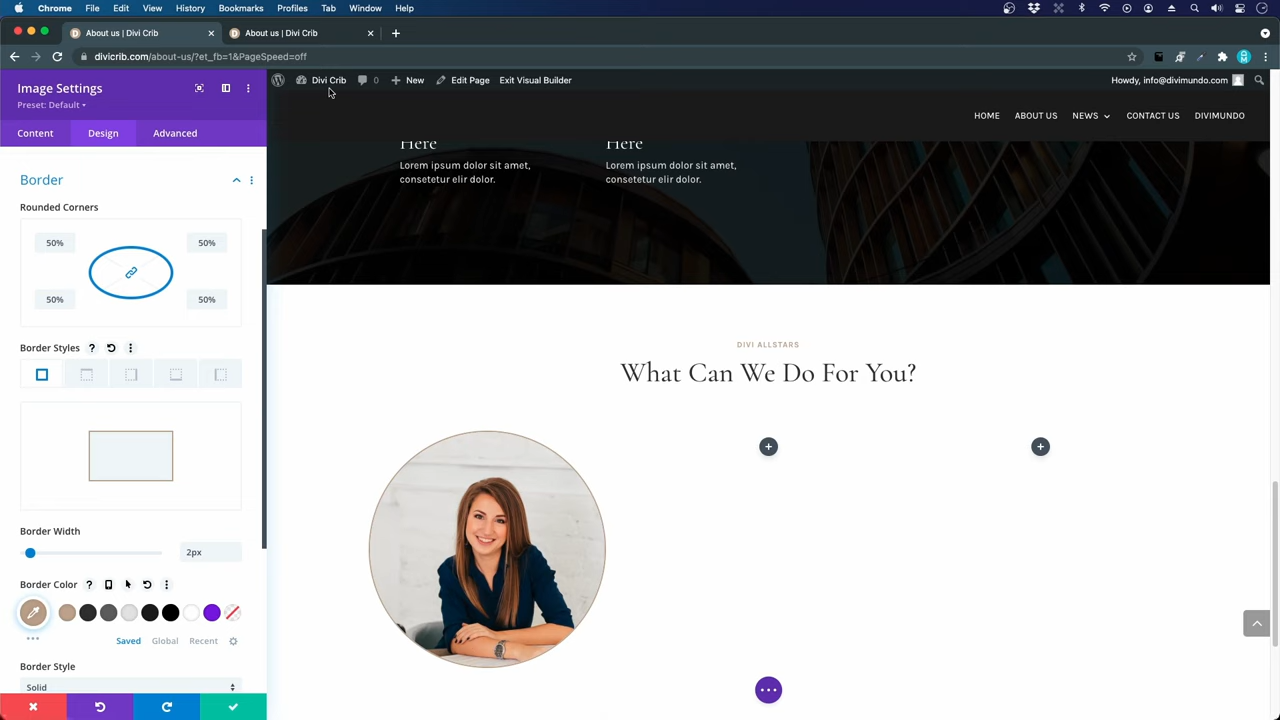 Chrome File Edit View History Bookmarks Profiles Tab Window Help
About us | Divi Crib
About us | Divi Crib
divicrib.com/about-us/?et_fb=1&PageSpeed=off
Divi Crib 0 New Edit Page Exit Visual Builder Howdy, info@divimundo.com
Image Settings
Preset: Default
Content Design Advanced
HOME ABOUT US NEWS CONTACT US DIVIMUNDO
Border
Rounded Corners
50% 50%
50% 50%
Border Styles ?
Border Width
2px
Border Color ?
Saved Global Recent
Border Style
Solid
Here Here
Lorem ipsum dolor sit amet,
consetetur elir dolor.
Lorem ipsum dolor sit amet,
consetetur elir dolor.
DIVI ALLSTARS
What Can We Do For You?